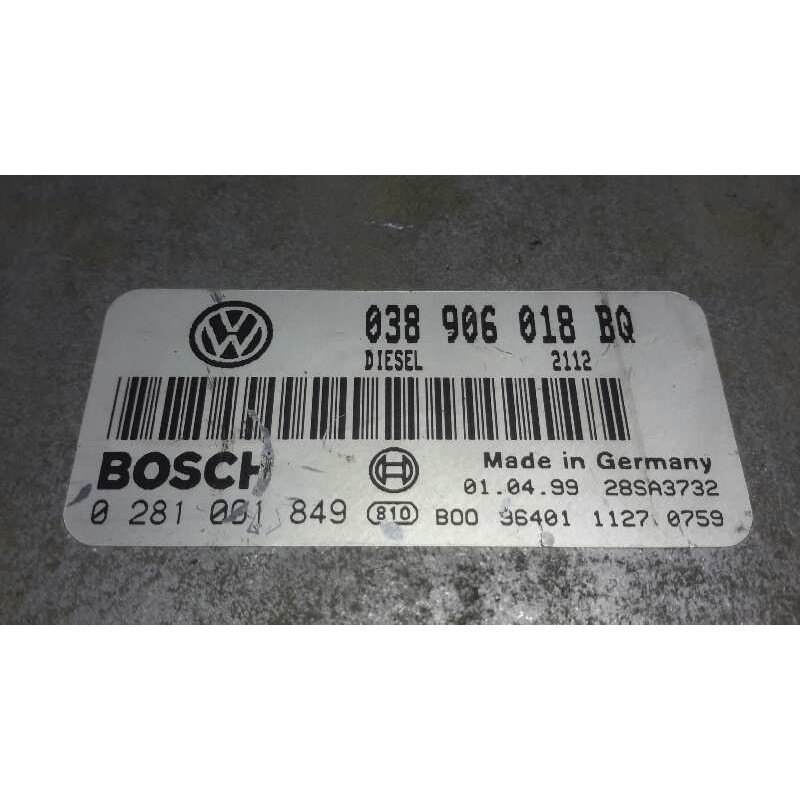 038 906 018 BQ
DIESEL 2112
BOSCH
Made in Germany
01.04.99 28SA3732
0 281 001 849 810 B00 36401 1127 0759